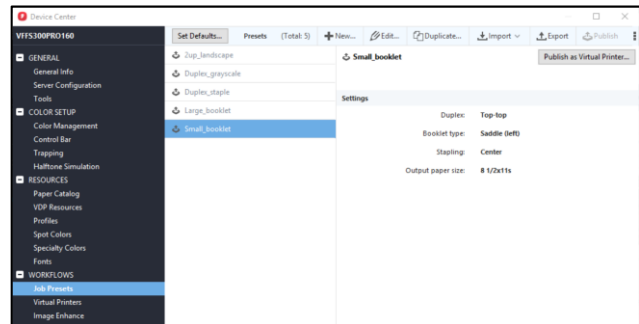 Device Center
VFFS300PRO160
Set Defaults... Presets (Total: 5) New... Edit... Duplicate... Import Export Publish
GENERAL
General Info
Server Configuration
Tools
COLOR SETUP
Color Management
Control Bar
Trapping
Halftone Simulation
RESOURCES
Paper Catalog
VDP Resources
Profiles
Spot Colors
Specialty Colors
Fonts
WORKFLOWS
Job Presets
Virtual Printers
Image Enhance
2up_landscape
Duplex_grayscale
Duplex_staple
Large_booklet
Small_booklet
Small_booklet Publish as Virtual Printer...
Settings
Duplex: Top-top
Booklet type: Saddle (left)
Stapling: Center
Output paper size: 8 1/2x11s